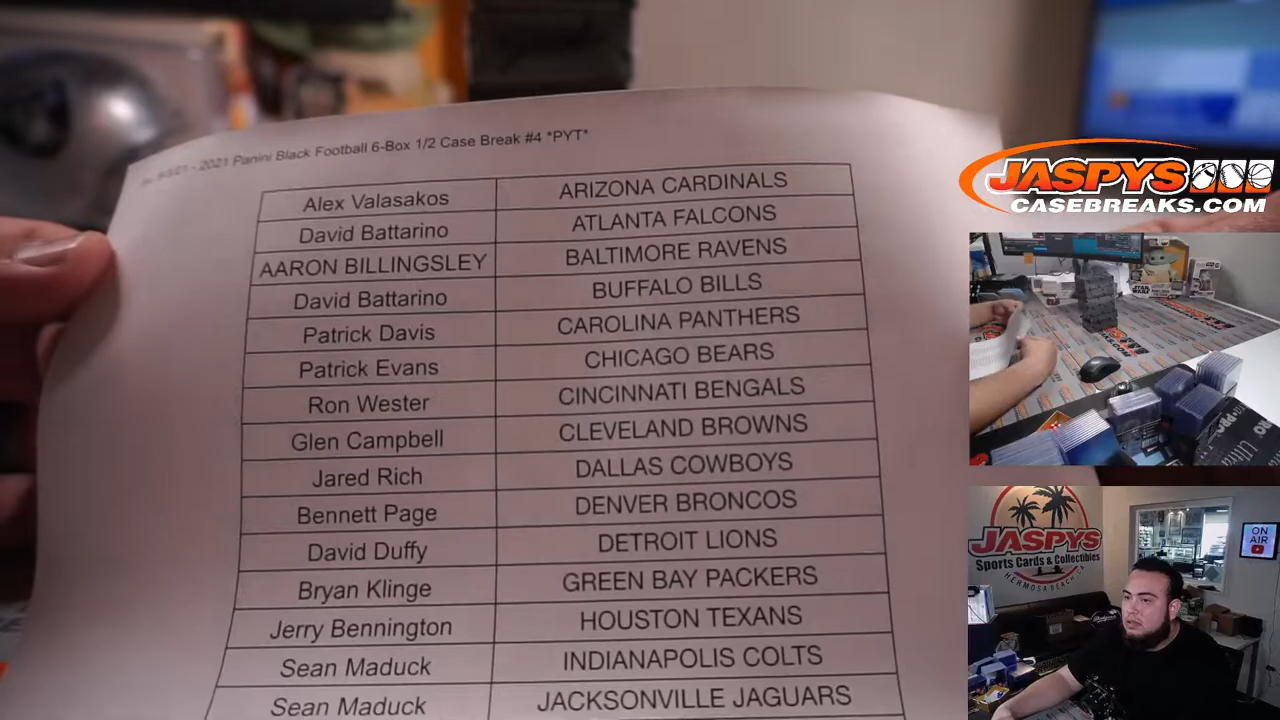 2021 Panini Black Football 6-Box 1/2 Case Break #4 *PYT*
Alex Valasakos ARIZONA CARDINALS
David Battarino ATLANTA FALCONS
AARON BILLINGSLEY BALTIMORE RAVENS
David Battarino BUFFALO BILLS
Patrick Davis CAROLINA PANTHERS
Patrick Evans CHICAGO BEARS
Ron Wester CINCINNATI BENGALS
Glen Campbell CLEVELAND BROWNS
Jared Rich DALLAS COWBOYS
Bennett Page DENVER BRONCOS
David Duffy DETROIT LIONS
Bryan Klinge GREEN BAY PACKERS
Jerry Bennington HOUSTON TEXANS
Sean Maduck INDIANAPOLIS COLTS
Sean Maduck JACKSONVILLE JAGUARS
JASPYS
CASEBREAKS.COM
STAR WARS
JASPYS
Sports Cards & Collectibles
HERMOSA BEACH CA
ON AIR